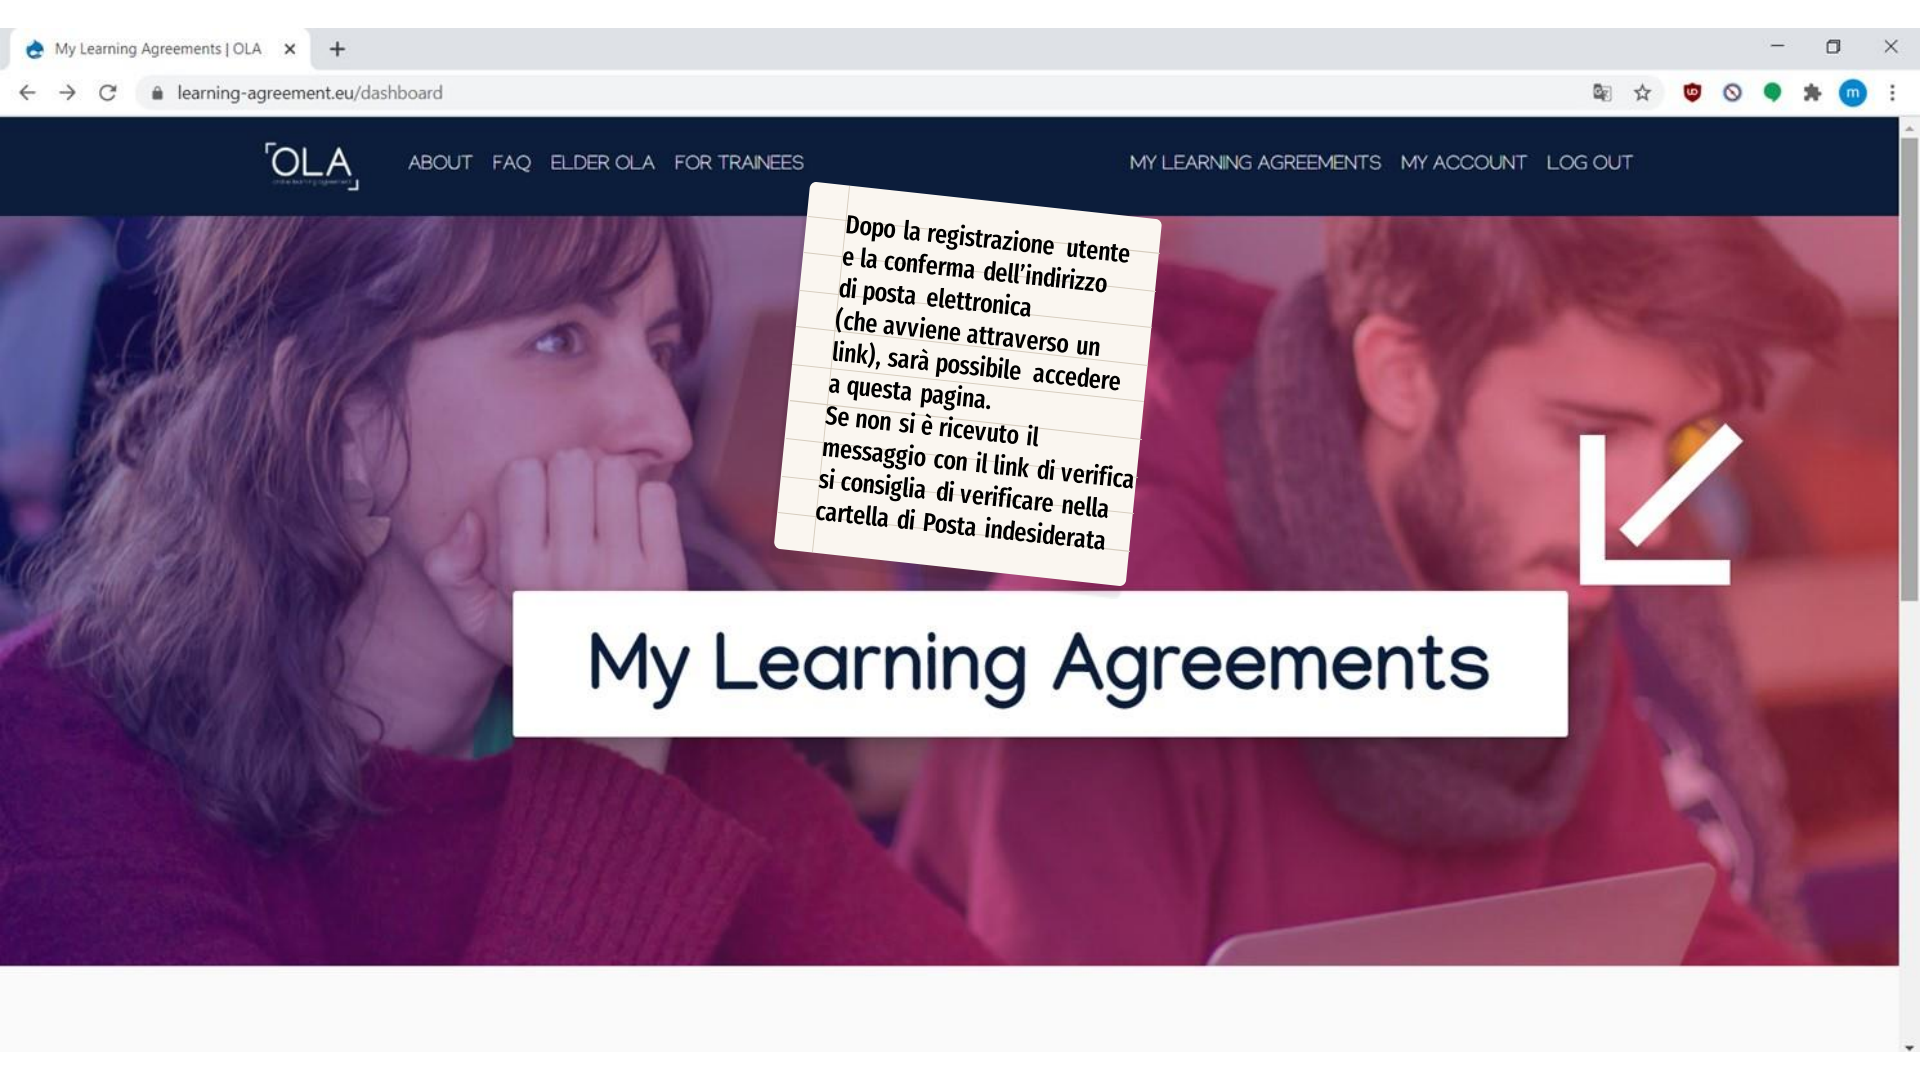 My Learning Agreements | OLA
learning-agreement.eu/dashboard
m
OLA
ABOUT FAQ ELDER OLA FOR TRAINEES
MY LEARNING AGREEMENTS MY ACCOUNT LOG OUT
Dopo la registrazione utente
e la conferma dell’indirizzo
di posta elettronica
(che avviene attraverso un
link), sarà possibile accedere
a questa pagina.
Se non si è ricevuto il
messaggio con il link di verifica
si consiglia di verificare nella
cartella di Posta indesiderata
My Learning Agreements